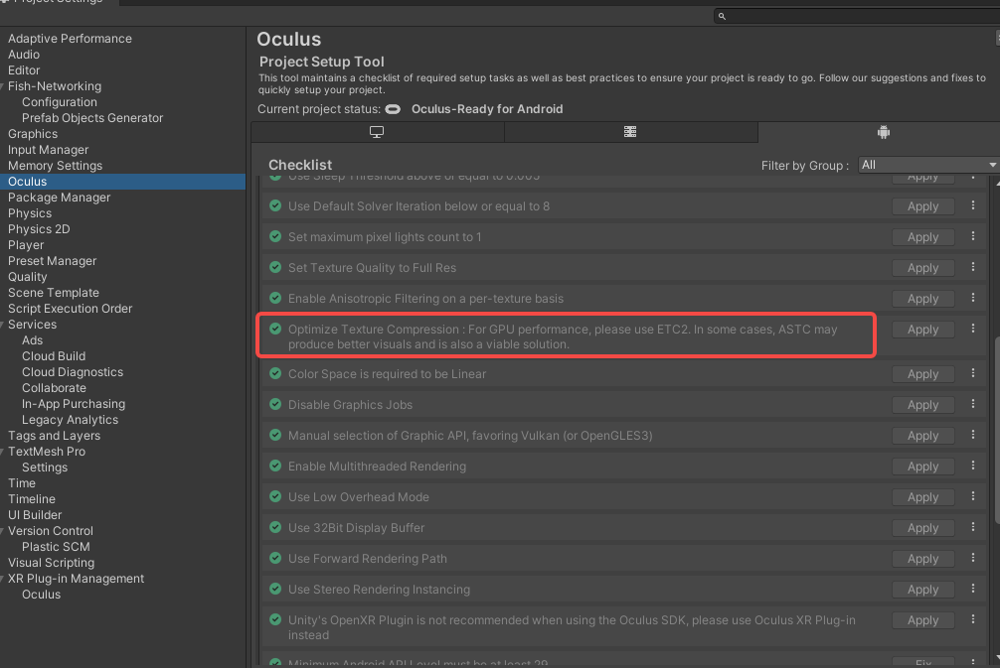 Project Settings
Adaptive Performance
Audio
Editor
Fish-Networking
Configuration
Prefab Objects Generator
Graphics
Input Manager
Memory Settings
Oculus
Package Manager
Physics
Physics 2D
Player
Preset Manager
Quality
Scene Template
Script Execution Order
Services
Ads
Cloud Build
Cloud Diagnostics
Collaborate
In-App Purchasing
Legacy Analytics
Tags and Layers
TextMesh Pro
Settings
Time
Timeline
UI Builder
Version Control
Plastic SCM
Visual Scripting
XR Plug-in Management
Oculus
Oculus
Project Setup Tool
This tool maintains a checklist of required setup tasks as well as best practices to ensure your project is ready to go. Follow our suggestions and fixes to
quickly setup your project.
Current project status: Oculus-Ready for Android
Checklist
Filter by Group : All
Use Sleep Threshold above or equal to 0.005 Apply
Use Default Solver Iteration below or equal to 8 Apply
Set maximum pixel lights count to 1 Apply
Set Texture Quality to Full Res Apply
Enable Anisotropic Filtering on a per-texture basis Apply
Optimize Texture Compression : For GPU performance, please use ETC2. In some cases, ASTC may Apply
produce better visuals and is also a viable solution.
Color Space is required to be Linear Apply
Disable Graphics Jobs Apply
Manual selection of Graphic API, favoring Vulkan (or OpenGLES3) Apply
Enable Multithreaded Rendering Apply
Use Low Overhead Mode Apply
Use 32Bit Display Buffer Apply
Use Forward Rendering Path Apply
Use Stereo Rendering Instancing Apply
Unity's OpenXR Plugin is not recommended when using the Oculus SDK, please use Oculus XR Plug-in Apply
instead
Minimum Android API Level must be at least 29 Fix